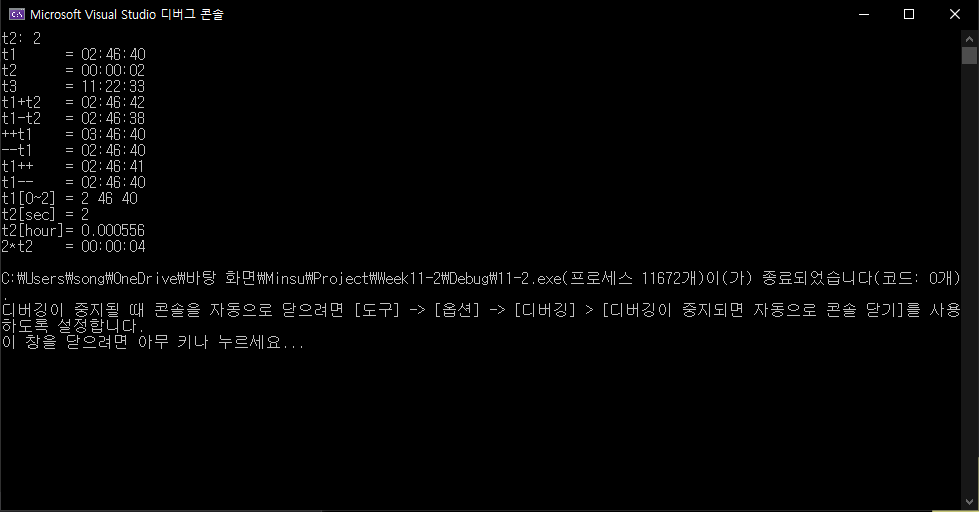 Microsoft Visual Studio 디버그 콘솔
t2: 2
t1      = 02:46:40
t2      = 00:00:02
t3      = 11:22:33
t1+t2   = 02:46:42
t1-t2   = 02:46:38
++t1    = 03:46:40
--t1    = 02:46:40
t1++    = 02:46:41
t1--    = 02:46:40
t1[0~2] = 2 46 40
t2[sec] = 2
t2[hour]= 0.000556
2*t2    = 00:00:04
C:₩Users₩song₩OneDrive₩바탕 화면₩Minsu₩Project₩Week11-2₩Debug₩11-2.exe(프로세스 11672개)이(가) 종료되었습니다(코드: 0개)
.
디버깅이 중지될 때 콘솔을 자동으로 닫으려면 [도구] -> [옵션] -> [디버깅] > [디버깅이 중지되면 자동으로 콘솔 닫기]를 사용
하도록 설정합니다.
이 창을 닫으려면 아무 키나 누르세요...